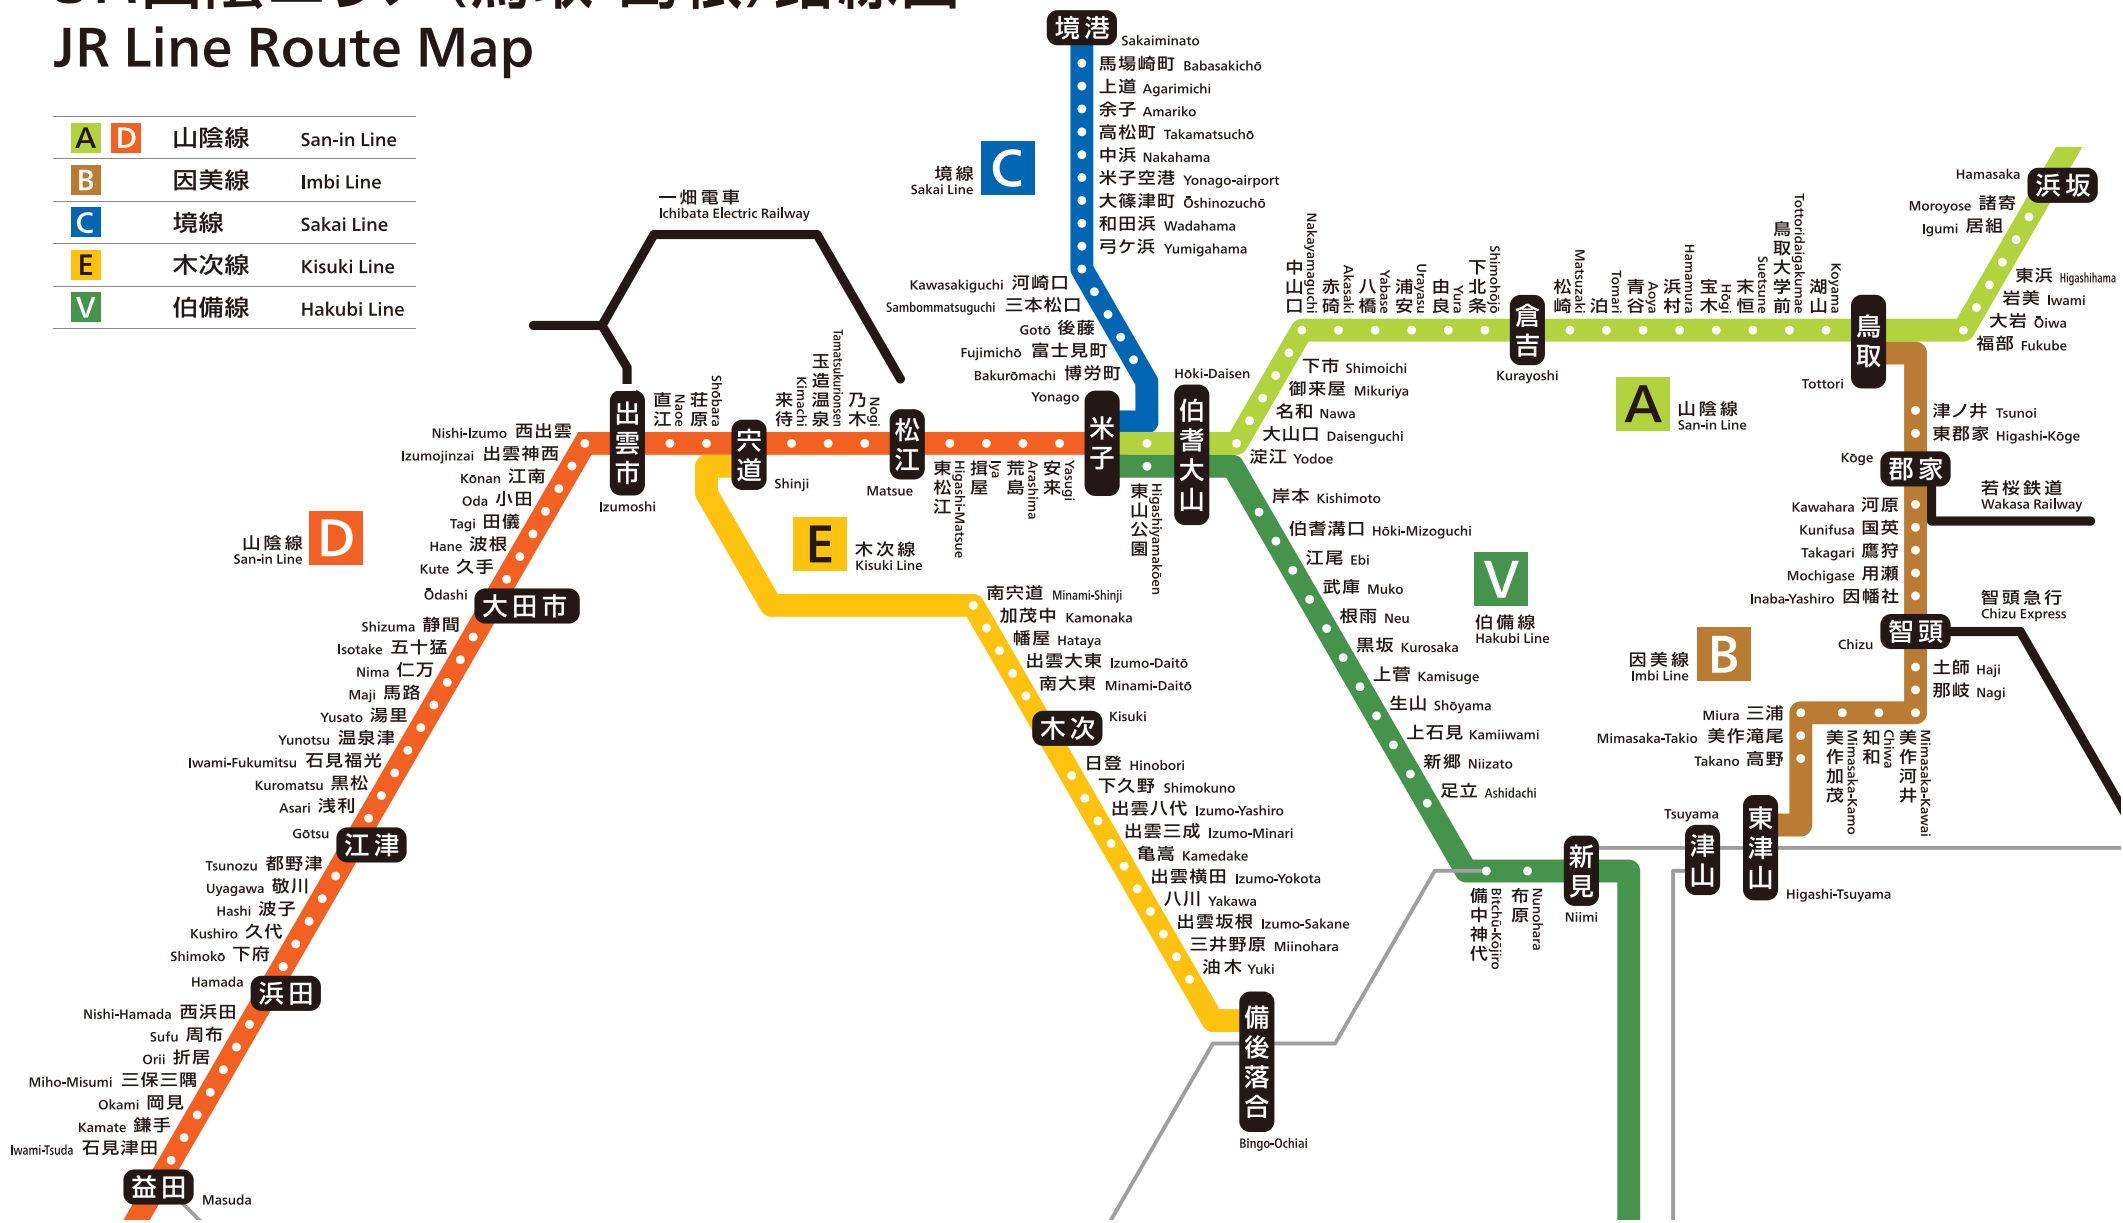 JR山陰エリア(鳥取・島根)路線図
JR Line Route Map
A D 山陰線 San-in Line
B 因美線 Imbi Line
C 境線 Sakai Line
E 木次線 Kisuki Line
V 伯備線 Hakubi Line
一畑電車
Ichibata Electric Railway
境港 Sakaiminato
馬場崎町 Babasakichō
上道 Agarimichi
余子 Amariko
高松町 Takamatsuchō
中浜 Nakahama
米子空港 Yonago-airport
大篠津町 Ōshinozuchō
和田浜 Wadahama
弓ケ浜 Yumigahama
境線
Sakai Line
C
Kawasakiguchi 河崎口
Sambommatsuguchi 三本松口
Gotō 後藤
Fujimichō 富士見町
Bakurōmachi 博労町
Yonago
米子
東山公園 Higashiyamakōen
Hōki-Daisen
伯耆大山
淀江 Yodoe
大山口 Daisenguchi
名和 Nawa
御来屋 Mikuriya
下市 Shimoichi
中山口 Nakayamaguchi
赤碕 Akasaki
八橋 Yabase
浦安 Urayasu
由良 Yura
下北条 Shimohōjō
倉吉
Kurayoshi
松崎 Matsuzaki
泊 Tomari
青谷 Aoya
浜村 Hamamura
宝木 Hōgi
末恒 Suetsune
鳥取大学前 Tottoridaigakumae
湖山 Koyama
鳥取
Tottori
A
山陰線
San-in Line
Hamasaka 浜坂
Moroyose 諸寄
Igumi 居組
東浜 Higashihama
岩美 Iwami
大岩 Ōiwa
福部 Fukube
津ノ井 Tsunoi
東郡家 Higashi-Kōge
Kōge 郡家
若桜鉄道
Wakasa Railway
Kawahara 河原
Kunifusa 国英
Takagari 鷹狩
Mochigase 用瀬
Inaba-Yashiro 因幡社
智頭急行
Chizu Express
Chizu 智頭
因美線
Imbi Line
B
土師 Haji
那岐 Nagi
美作河井 Mimasaka-Kawai
知和 Chiwa
美作加茂 Mimasaka-Kamo
Miura 三浦
Mimasaka-Takio 美作滝尾
Takano 高野
東津山
Higashi-Tsuyama
Tsuyama
津山
岸本 Kishimoto
伯耆溝口 Hōki-Mizoguchi
江尾 Ebi
武庫 Muko
根雨 Neu
黒坂 Kurosaka
上菅 Kamisuge
生山 Shōyama
上石見 Kamiiwami
新郷 Niizato
足立 Ashidachi
備中神代 Bitchū-Kōjiro
布原 Nunohara
新見
Niimi
V
伯備線
Hakubi Line
安来 Yasugi
荒島 Arashima
揖屋 Iya
東松江 Higashi-Matsue
松江
Matsue
乃木 Nogi
玉造温泉 Tamatsukurionsen
来待 Kimachi
宍道
Shinji
荘原 Shōbara
直江 Naoe
出雲市
Izumoshi
E
木次線
Kisuki Line
南宍道 Minami-Shinji
加茂中 Kamonaka
幡屋 Hataya
出雲大東 Izumo-Daitō
南大東 Minami-Daitō
木次 Kisuki
日登 Hinobori
下久野 Shimokuno
出雲八代 Izumo-Yashiro
出雲三成 Izumo-Minari
亀嵩 Kamedake
出雲横田 Izumo-Yokota
八川 Yakawa
出雲坂根 Izumo-Sakane
三井野原 Miinohara
油木 Yuki
備後落合
Bingo-Ochiai
山陰線
San-in Line
D
Nishi-Izumo 西出雲
Izumojinzai 出雲神西
Kōnan 江南
Oda 小田
Tagi 田儀
Hane 波根
Kute 久手
Ōdashi
大田市
Shizuma 静間
Isotake 五十猛
Nima 仁万
Maji 馬路
Yusato 湯里
Yunotsu 温泉津
Iwami-Fukumitsu 石見福光
Kuromatsu 黒松
Asari 浅利
Gōtsu
江津
Tsunozu 都野津
Uyagawa 敬川
Hashi 波子
Kushiro 久代
Shimokō 下府
Hamada
浜田
Nishi-Hamada 西浜田
Sufu 周布
Orii 折居
Miho-Misumi 三保三隅
Okami 岡見
Kamate 鎌手
Iwami-Tsuda 石見津田
益田
Masuda